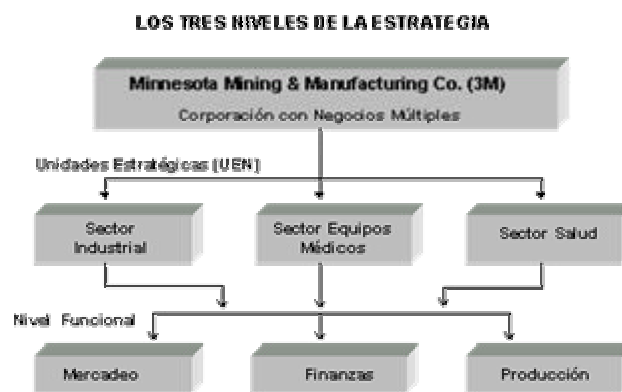 LOS TRES NIVELES DE LA ESTRATEGIA
Minnesota Mining & Manufacturing Co. (3M)
Corporación con Negocios Múltiples
Unidades Estratégicas (UEN)
Sector
Industrial
Sector Equipos
Médicos
Sector Salud
Nivel Funcional
Mercadeo
Finanzas
Producción